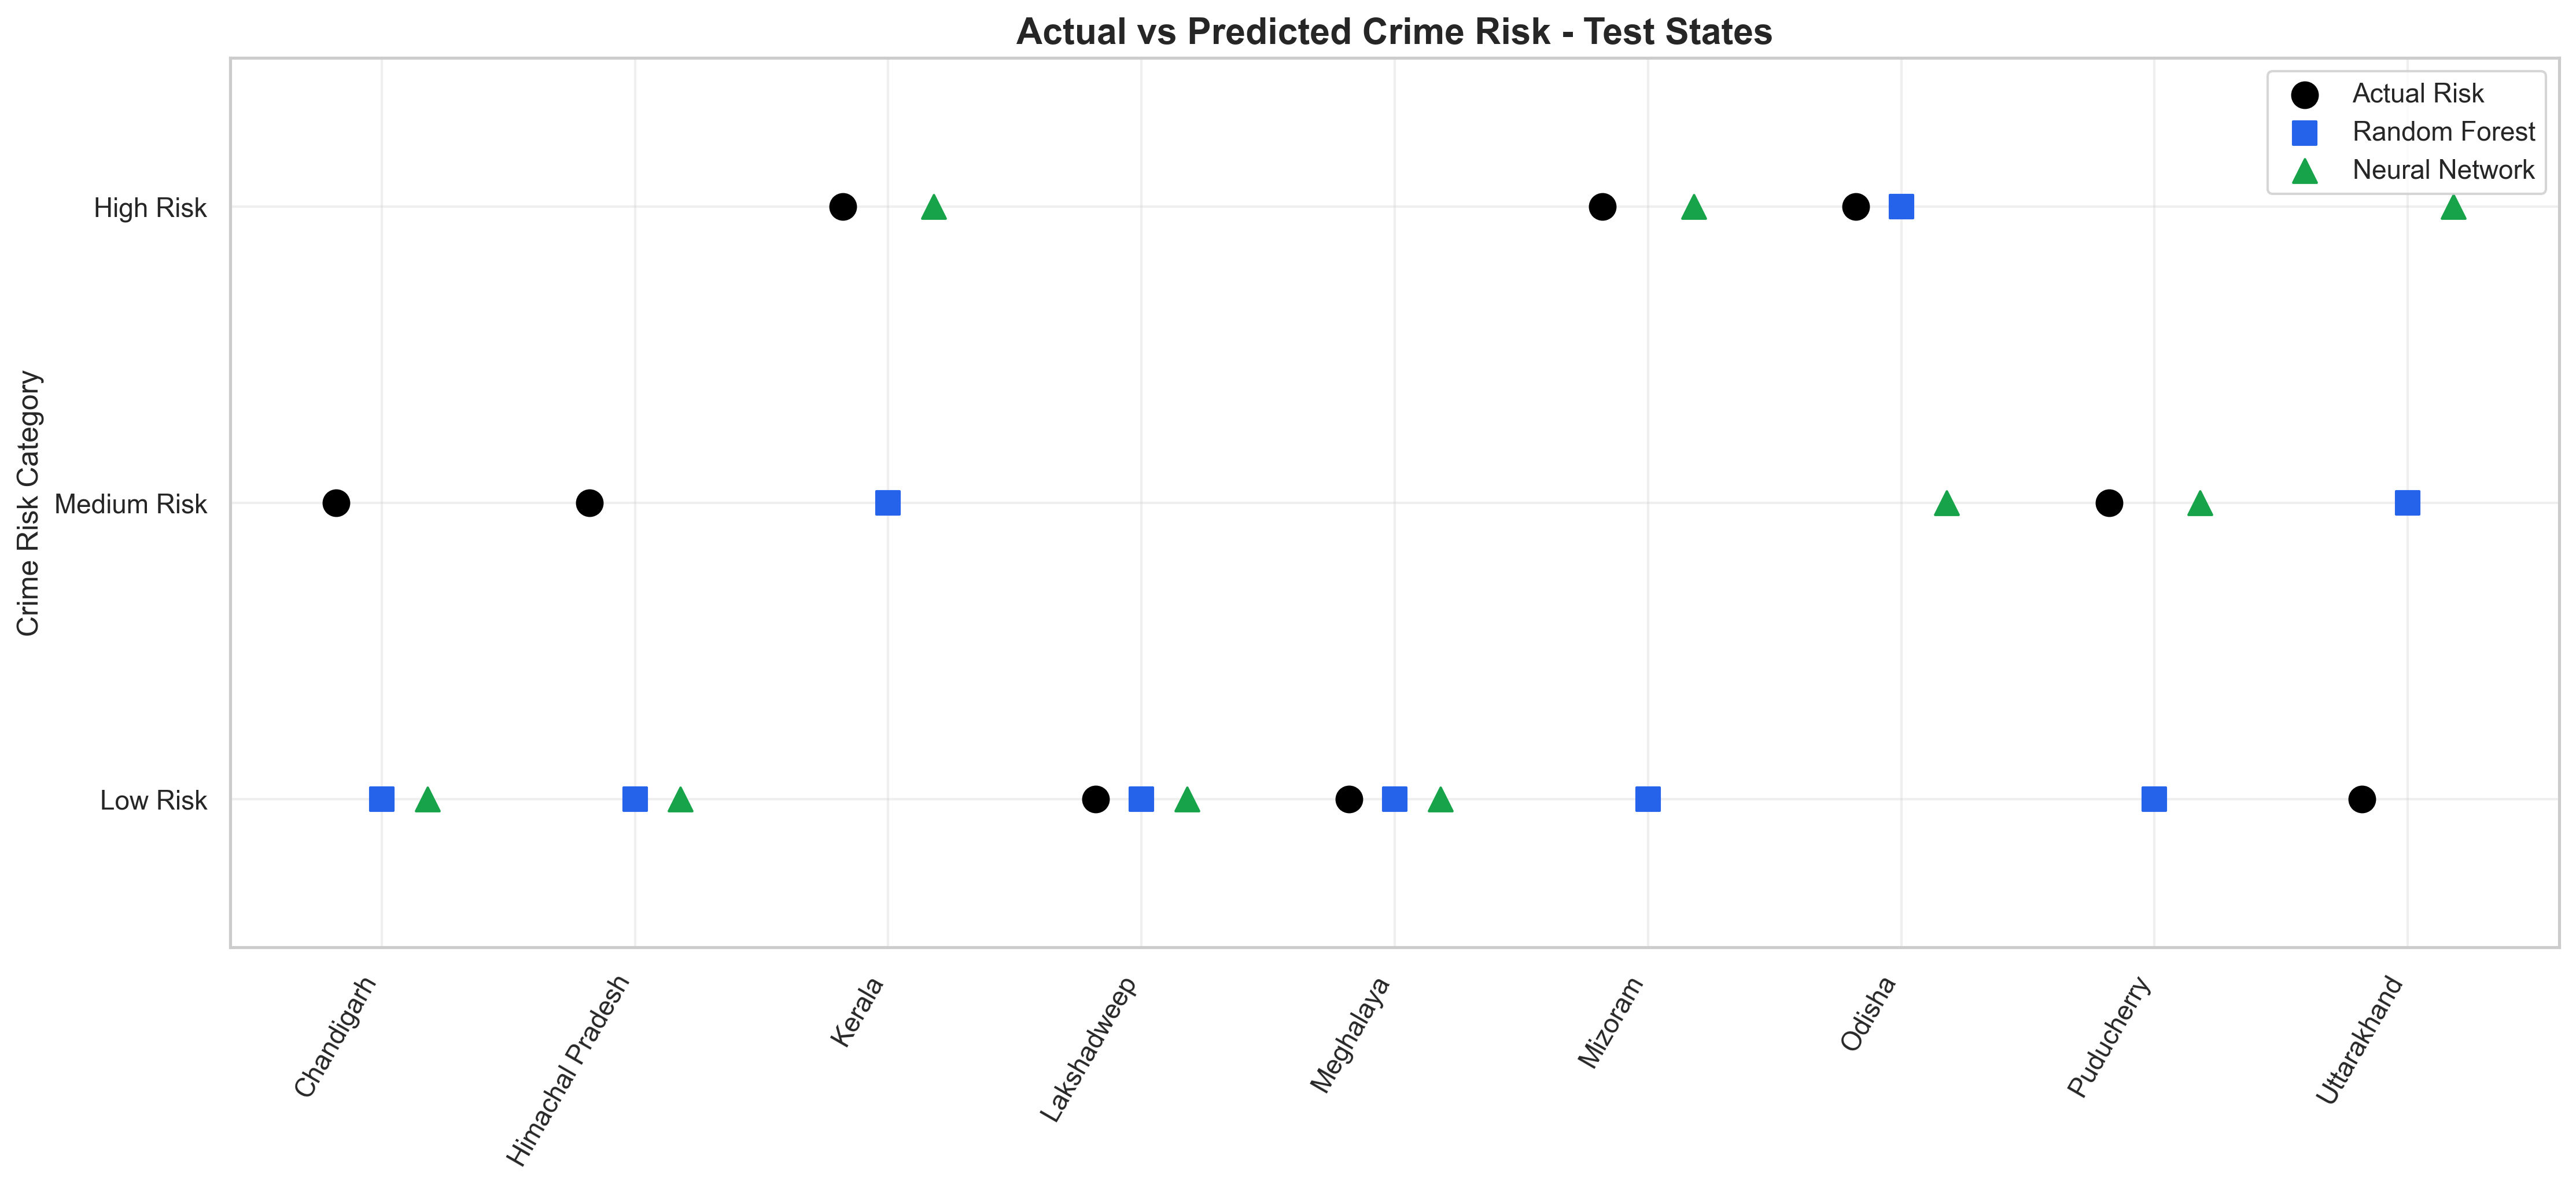 Actual vs Predicted Crime Risk - Test States
Actual Risk
Random Forest
Neural Network
Crime Risk Category
High Risk
Medium Risk
Low Risk
Chandigarh
Himachal Pradesh
Kerala
Lakshadweep
Meghalaya
Mizoram
Odisha
Puducherry
Uttarakhand